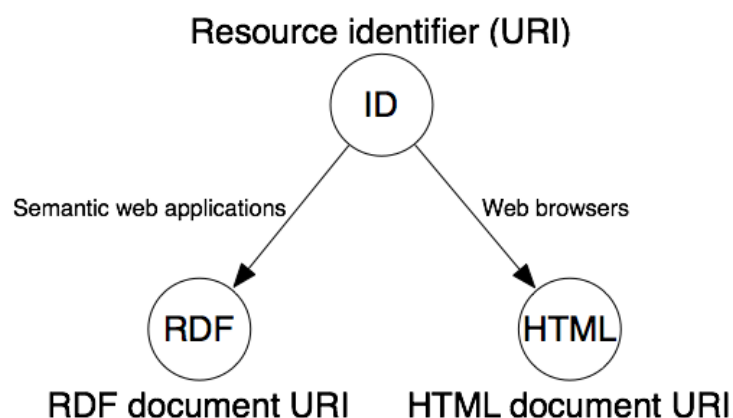 Resource identifier (URI)
ID
Semantic web applications
Web browsers
RDF
HTML
RDF document URI
HTML document URI